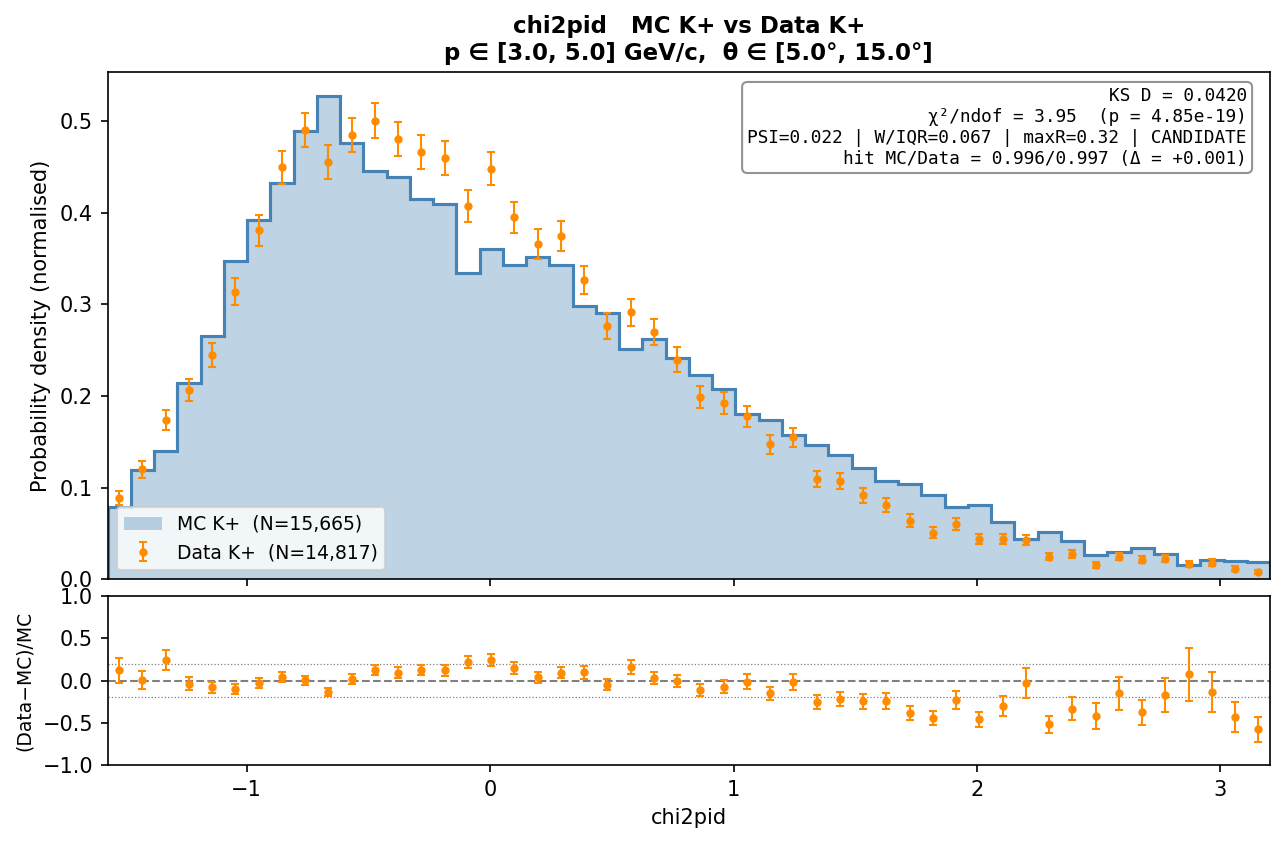 chi2pid   MC K+ vs Data K+
p ∈ [3.0, 5.0] GeV/c,  θ ∈ [5.0°, 15.0°]
KS D = 0.0420
χ²/ndof = 3.95  (p = 4.85e-19)
PSI=0.022 | W/IQR=0.067 | maxR=0.32 | CANDIDATE
hit MC/Data = 0.996/0.997 (Δ = +0.001)
Probability density (normalised)
0.5
0.4
0.3
0.2
0.1
0.0
MC K+  (N=15,665)
Data K+  (N=14,817)
(Data−MC)/MC
1.0
0.5
0.0
−0.5
−1.0
−1
0
1
2
3
chi2pid